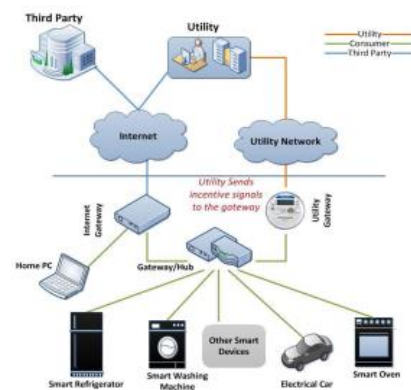 Third Party
Utility
Utility
Consumer
Third Party
Internet
Utility Network
Utility Sends
incentive signals
to the gateway
Internet
Gateway
Utility
Gateway
Home PC
Gateway/Hub
Smart Refrigerator
Smart Washing
Machine
Other Smart
Devices
Electrical Car
Smart Oven